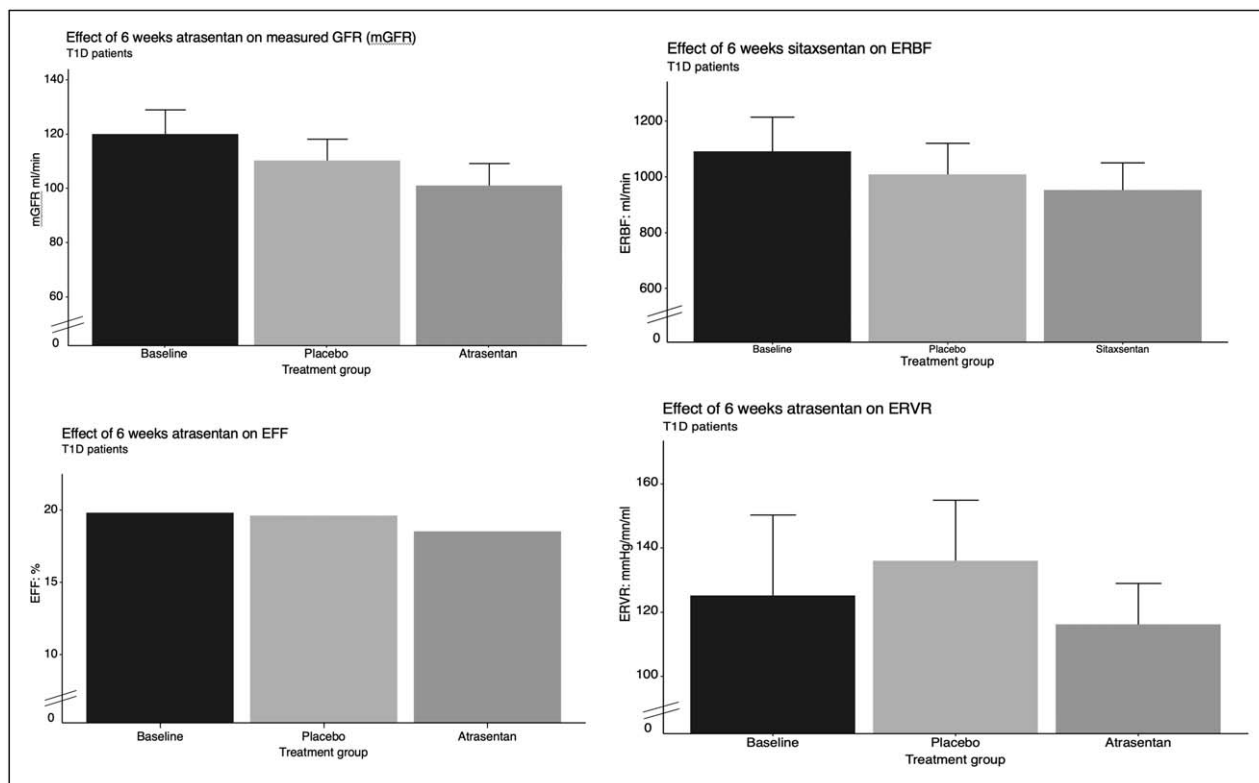 Effect of 6 weeks atrasentan on measured GFR (mGFR)
T1D patients
140
120
100
80
60
0
mGFR ml/min
Baseline
Placebo
Atrasentan
Treatment group
Effect of 6 weeks sitaxsentan on ERBF
T1D patients
1200
1000
800
600
0
ERBF: ml/min
Baseline
Placebo
Sitaxsentan
Treatment group
Effect of 6 weeks atrasentan on EFF
T1D patients
20
15
10
0
EFF: %
Baseline
Placebo
Atrasentan
Treatment group
Effect of 6 weeks atrasentan on ERVR
T1D patients
160
140
120
100
0
ERVR: mmHg/mn/ml
Baseline
Placebo
Atrasentan
Treatment group